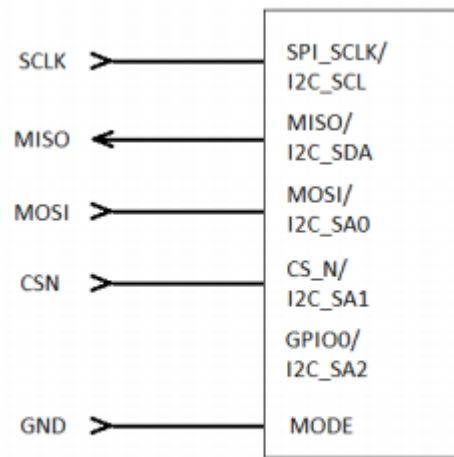 SCLK
SPI_SCLK/
I2C_SCL
MISO
MISO/
I2C_SDA
MOSI
MOSI/
I2C_SA0
CSN
CS_N/
I2C_SA1
GPIO0/
I2C_SA2
GND
MODE